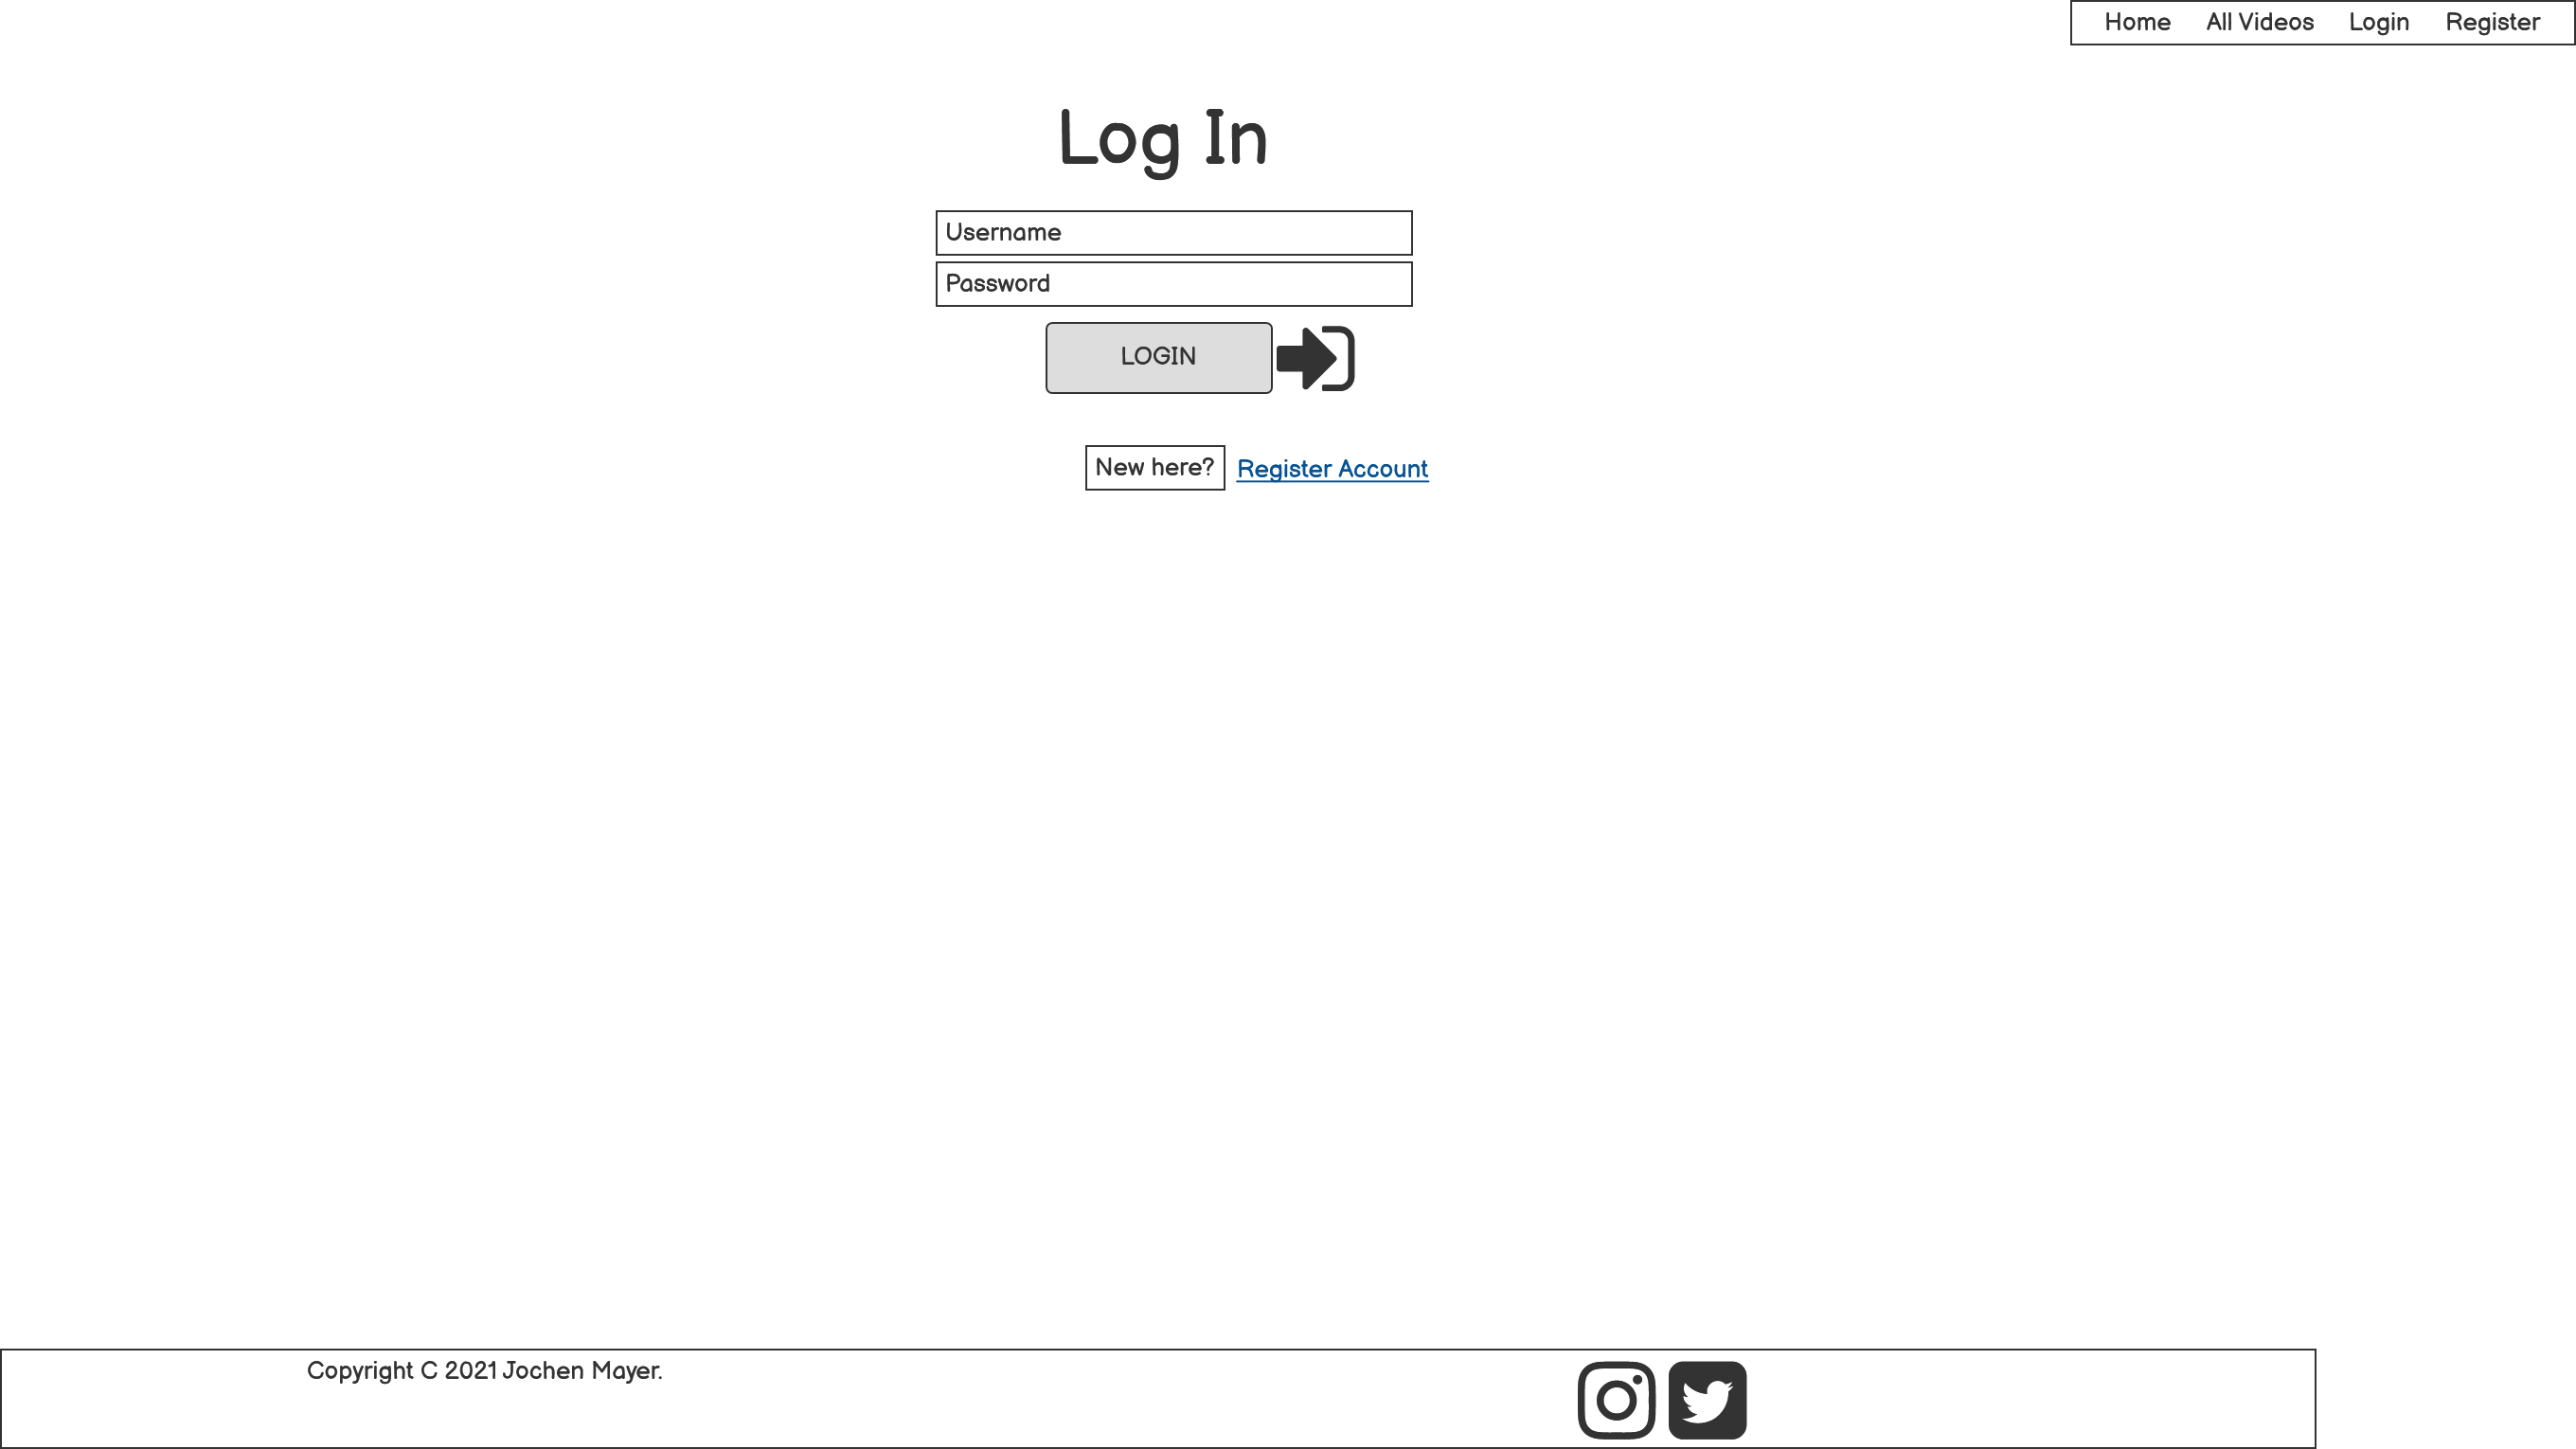 Home All Videos Login Register
Log In
Username
Password
LOGIN
New here? Register Account
Copyright C 2021 Jochen Mayer.